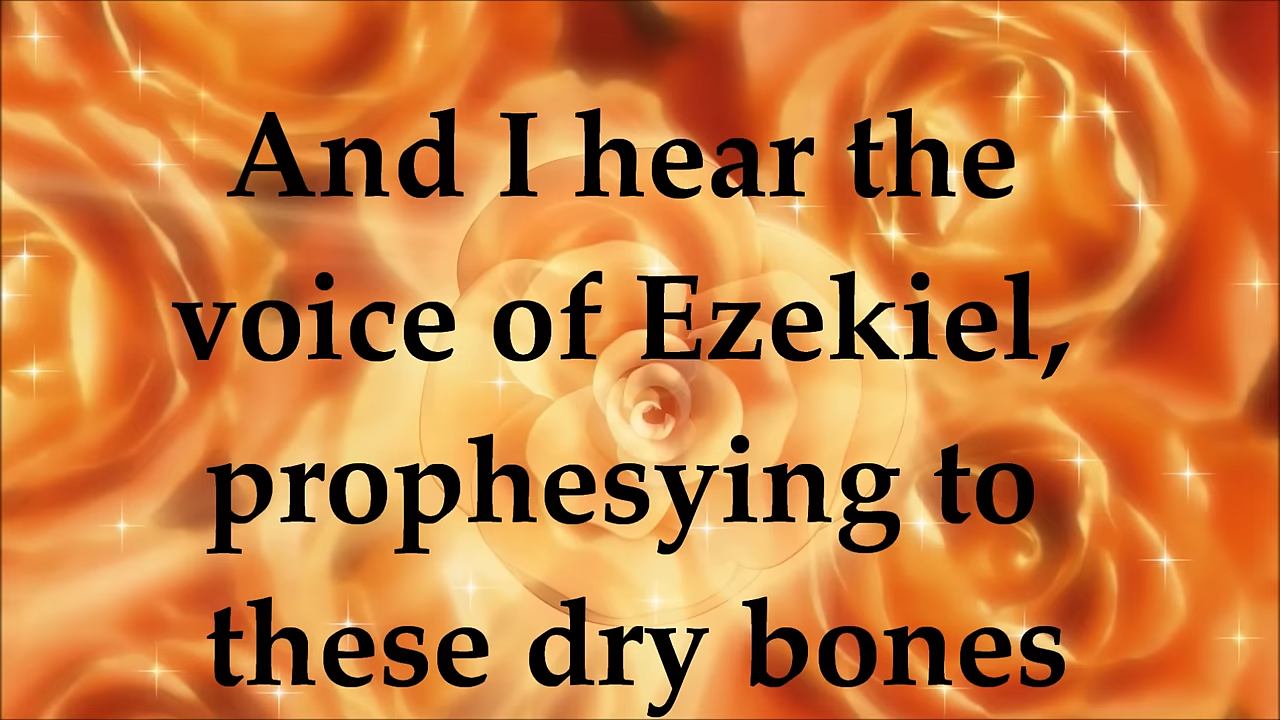 And I hear the
voice of Ezekiel,
prophesying to
these dry bones